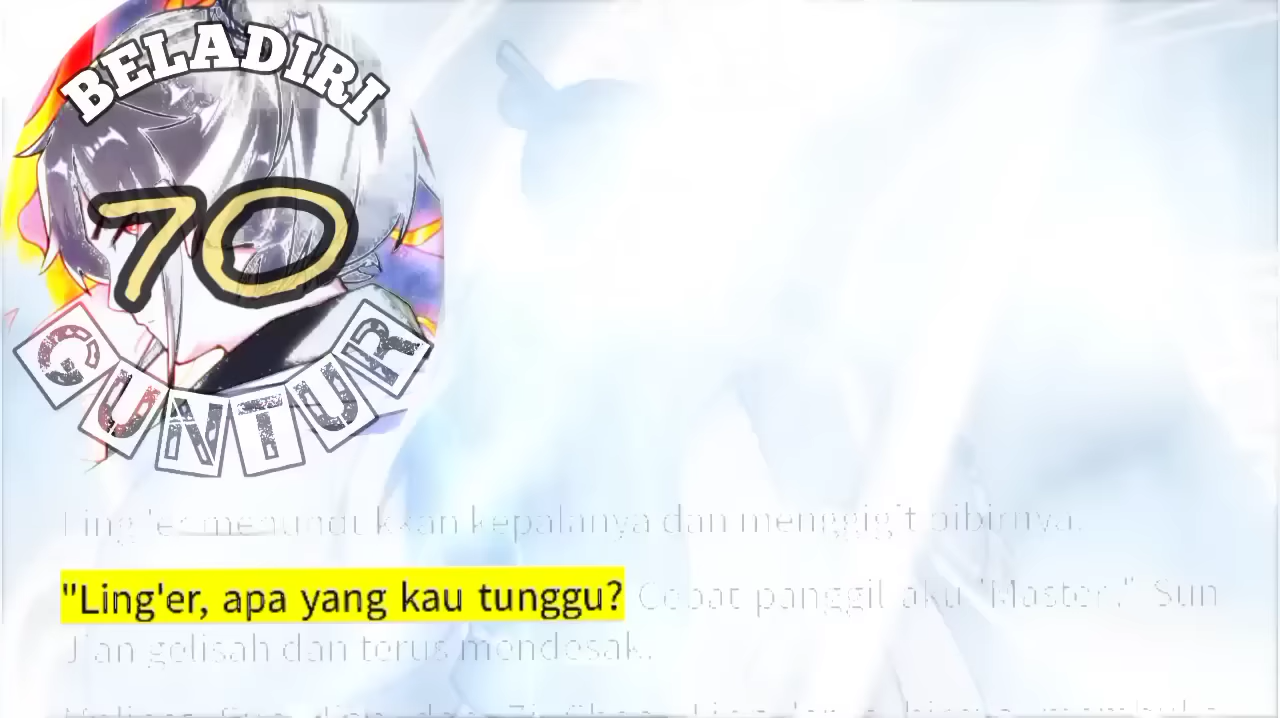 BELADIRI
70
GUNTUR
Ling'er menundukkan kepalanya dan menggigit bibirnya.
"Ling'er, apa yang kau tunggu? Cepat panggil aku 'Master,'" Sun
Jian gelisah dan terus mendesak.